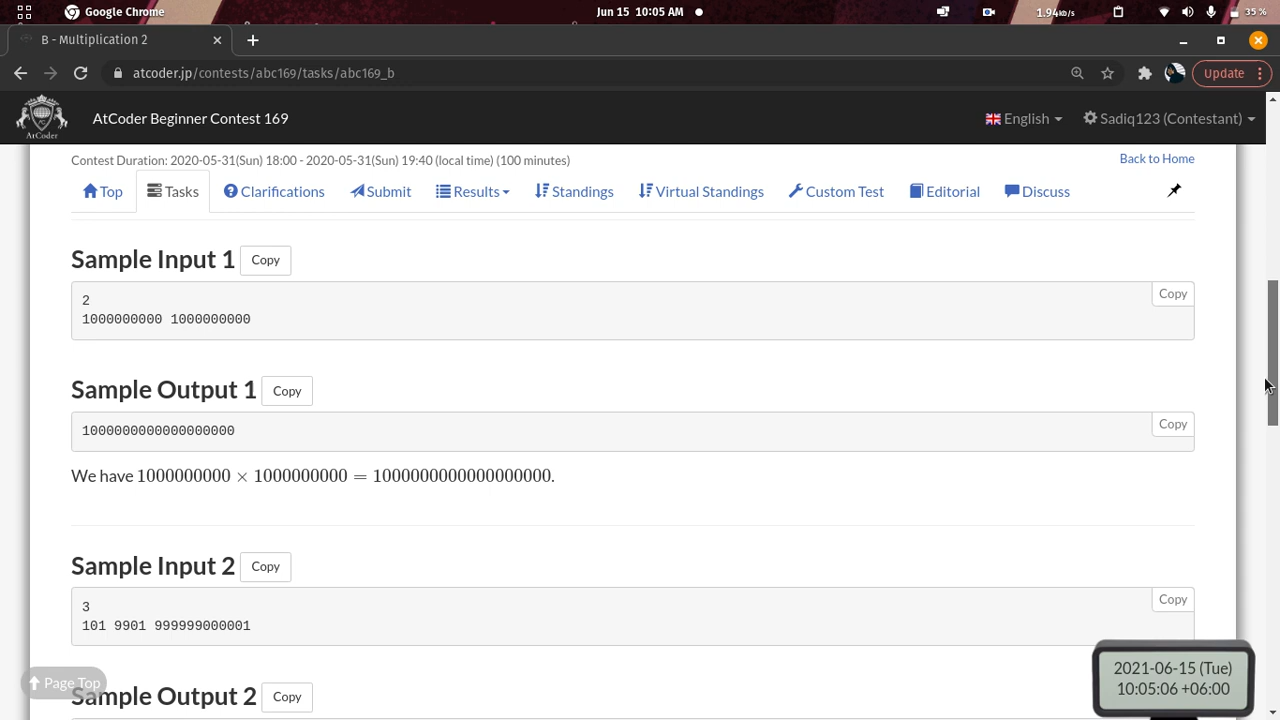 Google Chrome
Jun 15 10:05 AM
1.94kb/s
35 %
B - Multiplication 2
atcoder.jp/contests/abc169/tasks/abc169_b
Update
AtCoder
AtCoder Beginner Contest 169
English
Sadiq123 (Contestant)
Contest Duration: 2020-05-31(Sun) 18:00 - 2020-05-31(Sun) 19:40 (local time) (100 minutes)
Back to Home
Top
Tasks
Clarifications
Submit
Results
Standings
Virtual Standings
Custom Test
Editorial
Discuss
Sample Input 1
Copy
Copy
2
1000000000 1000000000
Sample Output 1
Copy
Copy
1000000000000000000
We have 1000000000 × 1000000000 = 1000000000000000000.
Sample Input 2
Copy
Copy
3
101 9901 999999000001
Page Top
Sample Output 2
Copy
2021-06-15 (Tue)
10:05:06 +06:00